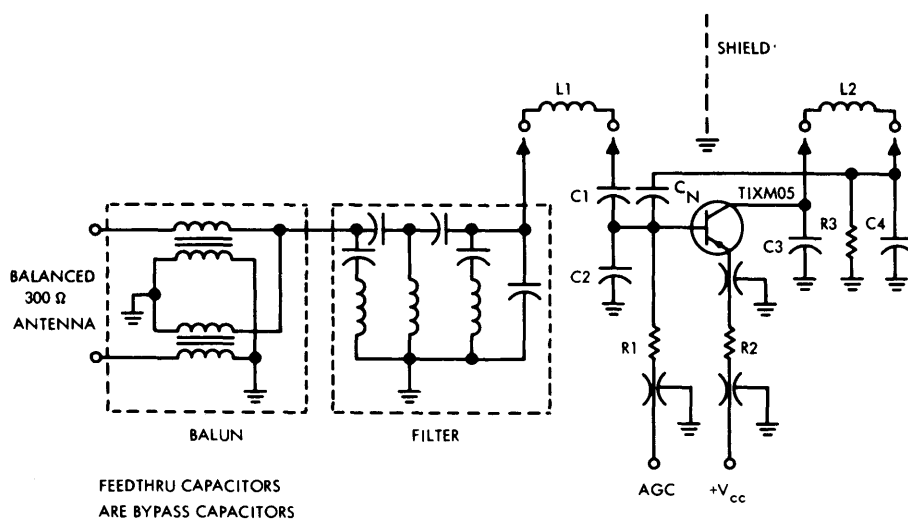 SHIELD
L1
L2
C1
C_N
TIXM05
R3
C4
C3
C2
BALANCED
300 Ω
ANTENNA
R1
R2
BALUN
FILTER
AGC
+V_cc
FEEDTHRU CAPACITORS
ARE BYPASS CAPACITORS